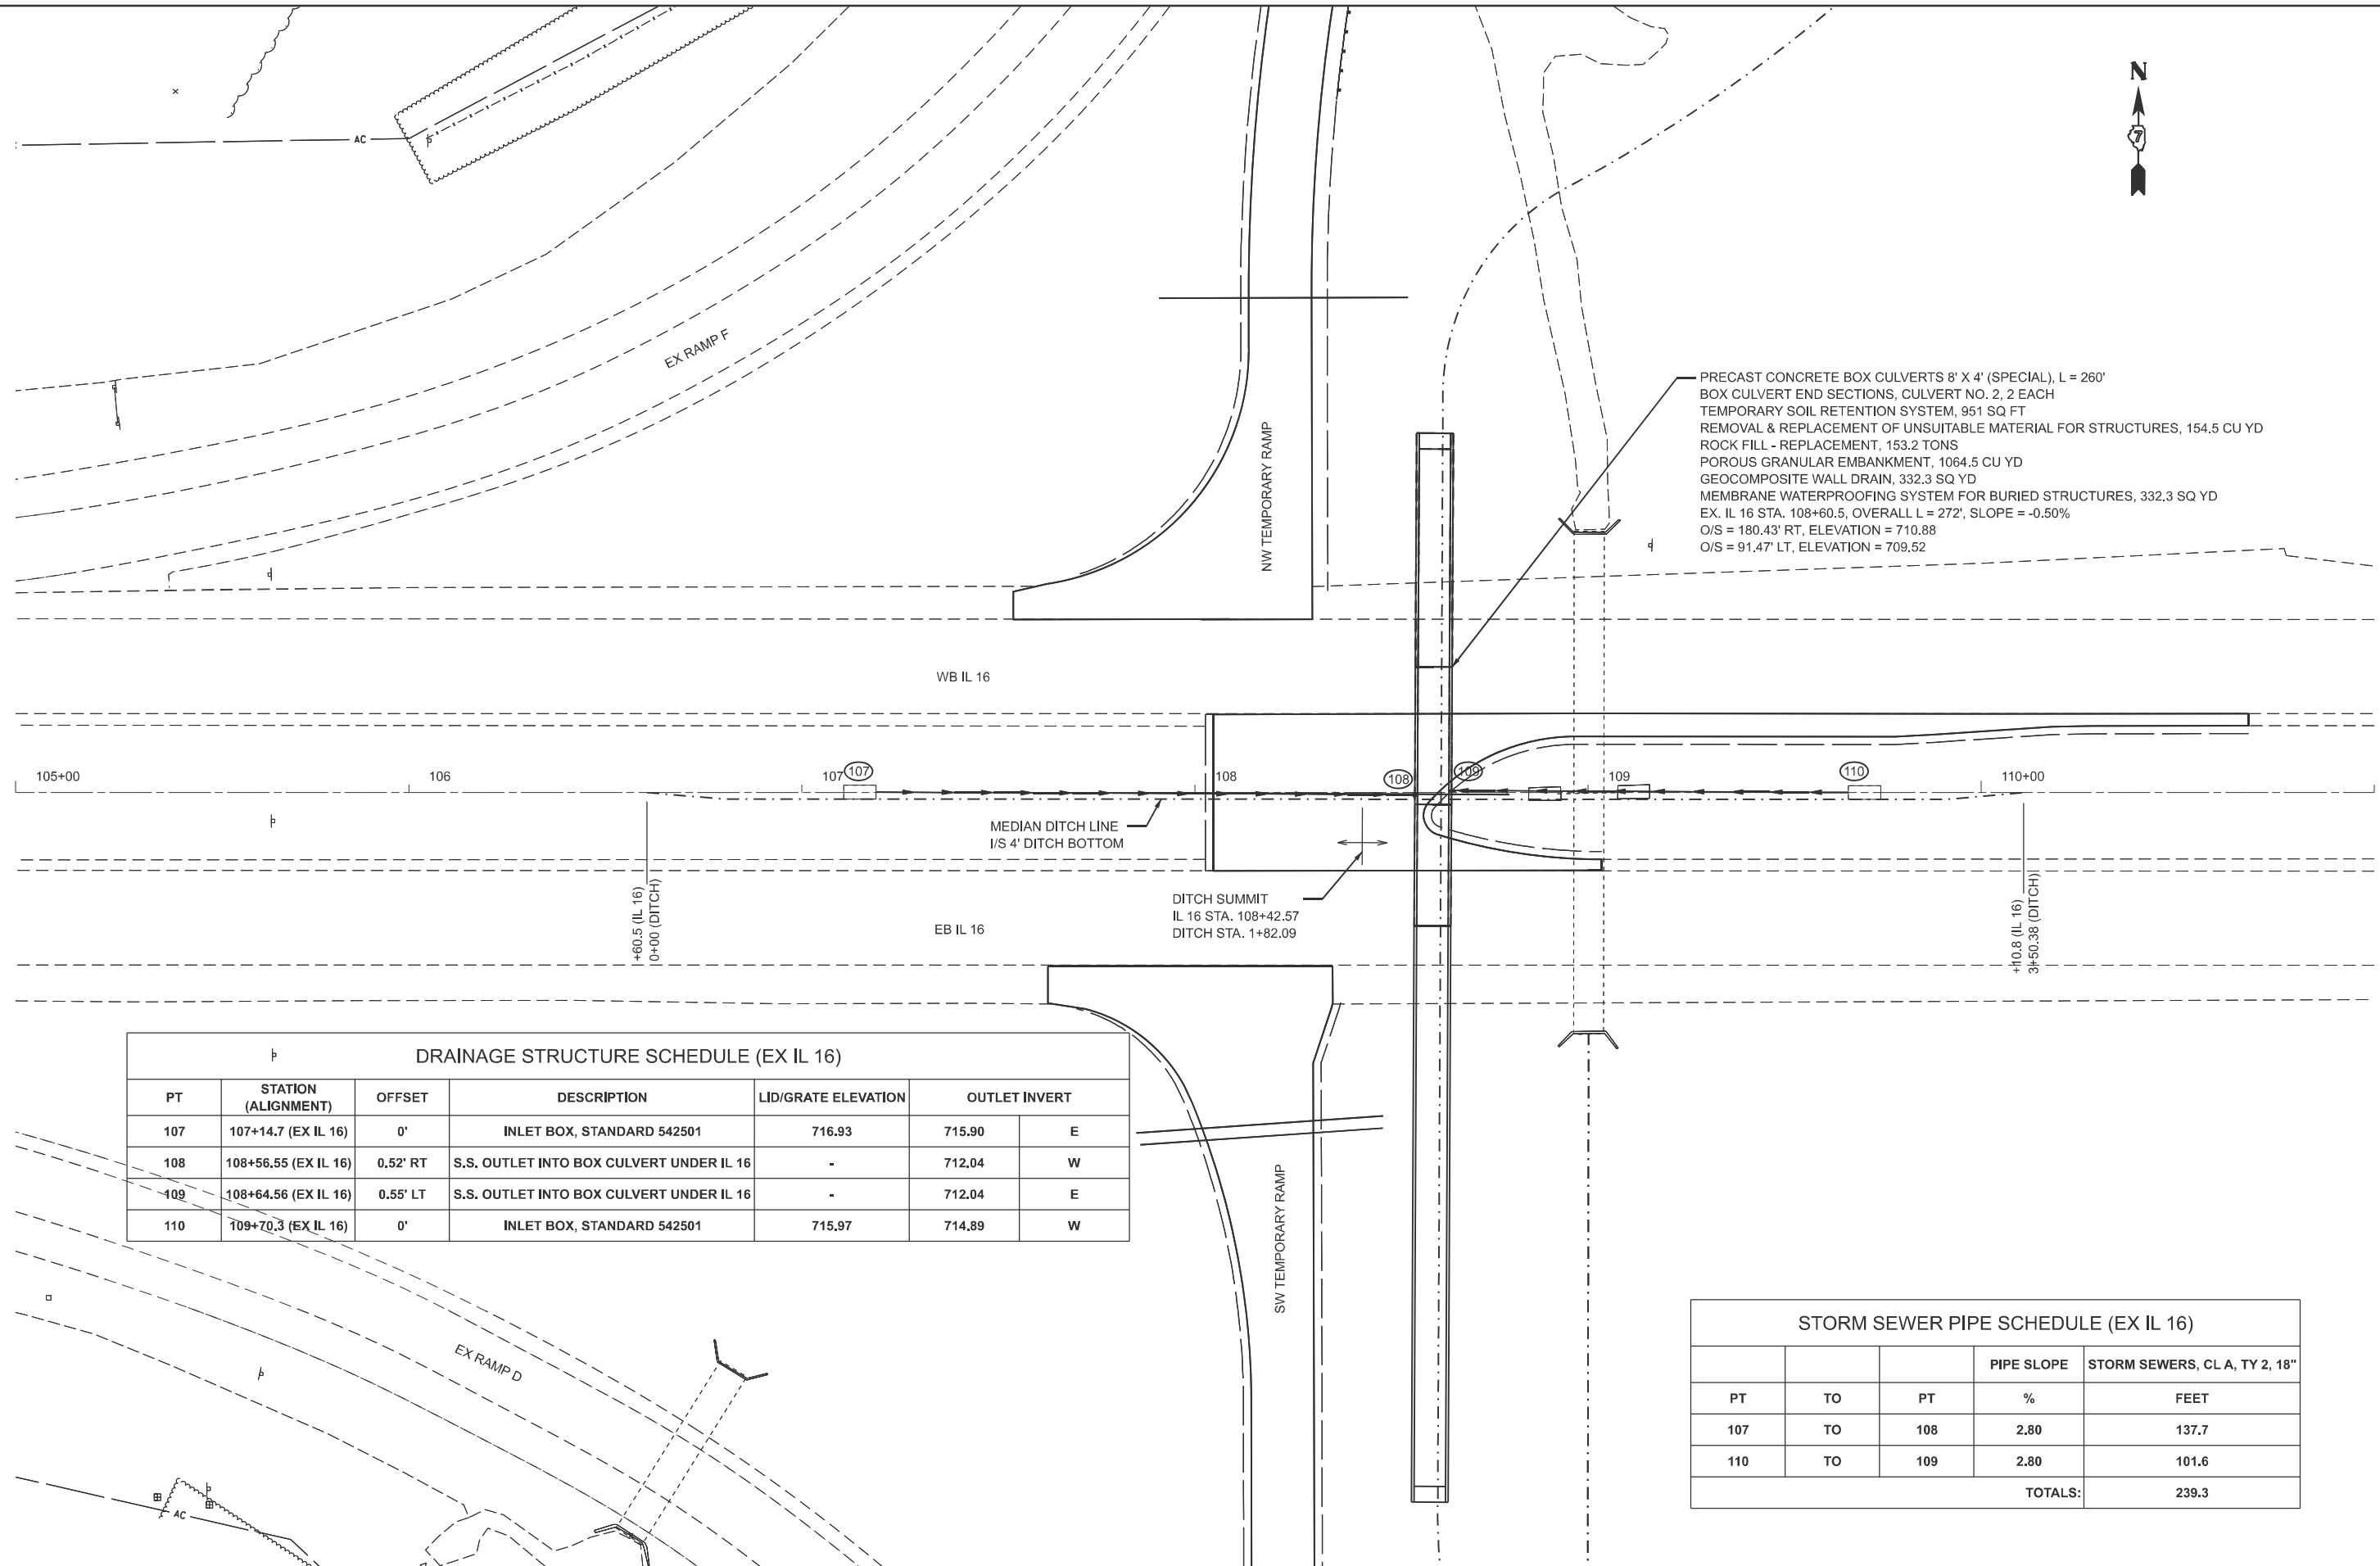 AC
N
7
EX RAMP F
NW TEMPORARY RAMP
PRECAST CONCRETE BOX CULVERTS 8' X 4' (SPECIAL), L = 260'
BOX CULVERT END SECTIONS, CULVERT NO. 2, 2 EACH
TEMPORARY SOIL RETENTION SYSTEM, 951 SQ FT
REMOVAL & REPLACEMENT OF UNSUITABLE MATERIAL FOR STRUCTURES, 154.5 CU YD
ROCK FILL - REPLACEMENT, 153.2 TONS
POROUS GRANULAR EMBANKMENT, 1064.5 CU YD
GEOCOMPOSITE WALL DRAIN, 332.3 SQ YD
MEMBRANE WATERPROOFING SYSTEM FOR BURIED STRUCTURES, 332.3 SQ YD
EX. IL 16 STA. 108+60.5, OVERALL L = 272', SLOPE = -0.50%
O/S = 180.43' RT, ELEVATION = 710.88
O/S = 91.47' LT, ELEVATION = 709.52
WB IL 16
105+00 106 107 107 108 108 109 109 110 110+00
MEDIAN DITCH LINE
I/S 4' DITCH BOTTOM
DITCH SUMMIT
IL 16 STA. 108+42.57
DITCH STA. 1+82.09
+60.5 (IL 16)
0+00 (DITCH)
EB IL 16
+10.8 (IL 16)
3+50.38 (DITCH)
DRAINAGE STRUCTURE SCHEDULE (EX IL 16)
PT STATION (ALIGNMENT) OFFSET DESCRIPTION LID/GRATE ELEVATION OUTLET INVERT
107 107+14.7 (EX IL 16) 0' INLET BOX, STANDARD 542501 716.93 715.90 E
108 108+56.55 (EX IL 16) 0.52' RT S.S. OUTLET INTO BOX CULVERT UNDER IL 16 - 712.04 W
109 108+64.56 (EX IL 16) 0.55' LT S.S. OUTLET INTO BOX CULVERT UNDER IL 16 - 712.04 E
110 109+70.3 (EX IL 16) 0' INLET BOX, STANDARD 542501 715.97 714.89 W
SW TEMPORARY RAMP
EX RAMP D
AC
STORM SEWER PIPE SCHEDULE (EX IL 16)
PIPE SLOPE STORM SEWERS, CL A, TY 2, 18"
PT TO PT % FEET
107 TO 108 2.80 137.7
110 TO 109 2.80 101.6
TOTALS: 239.3